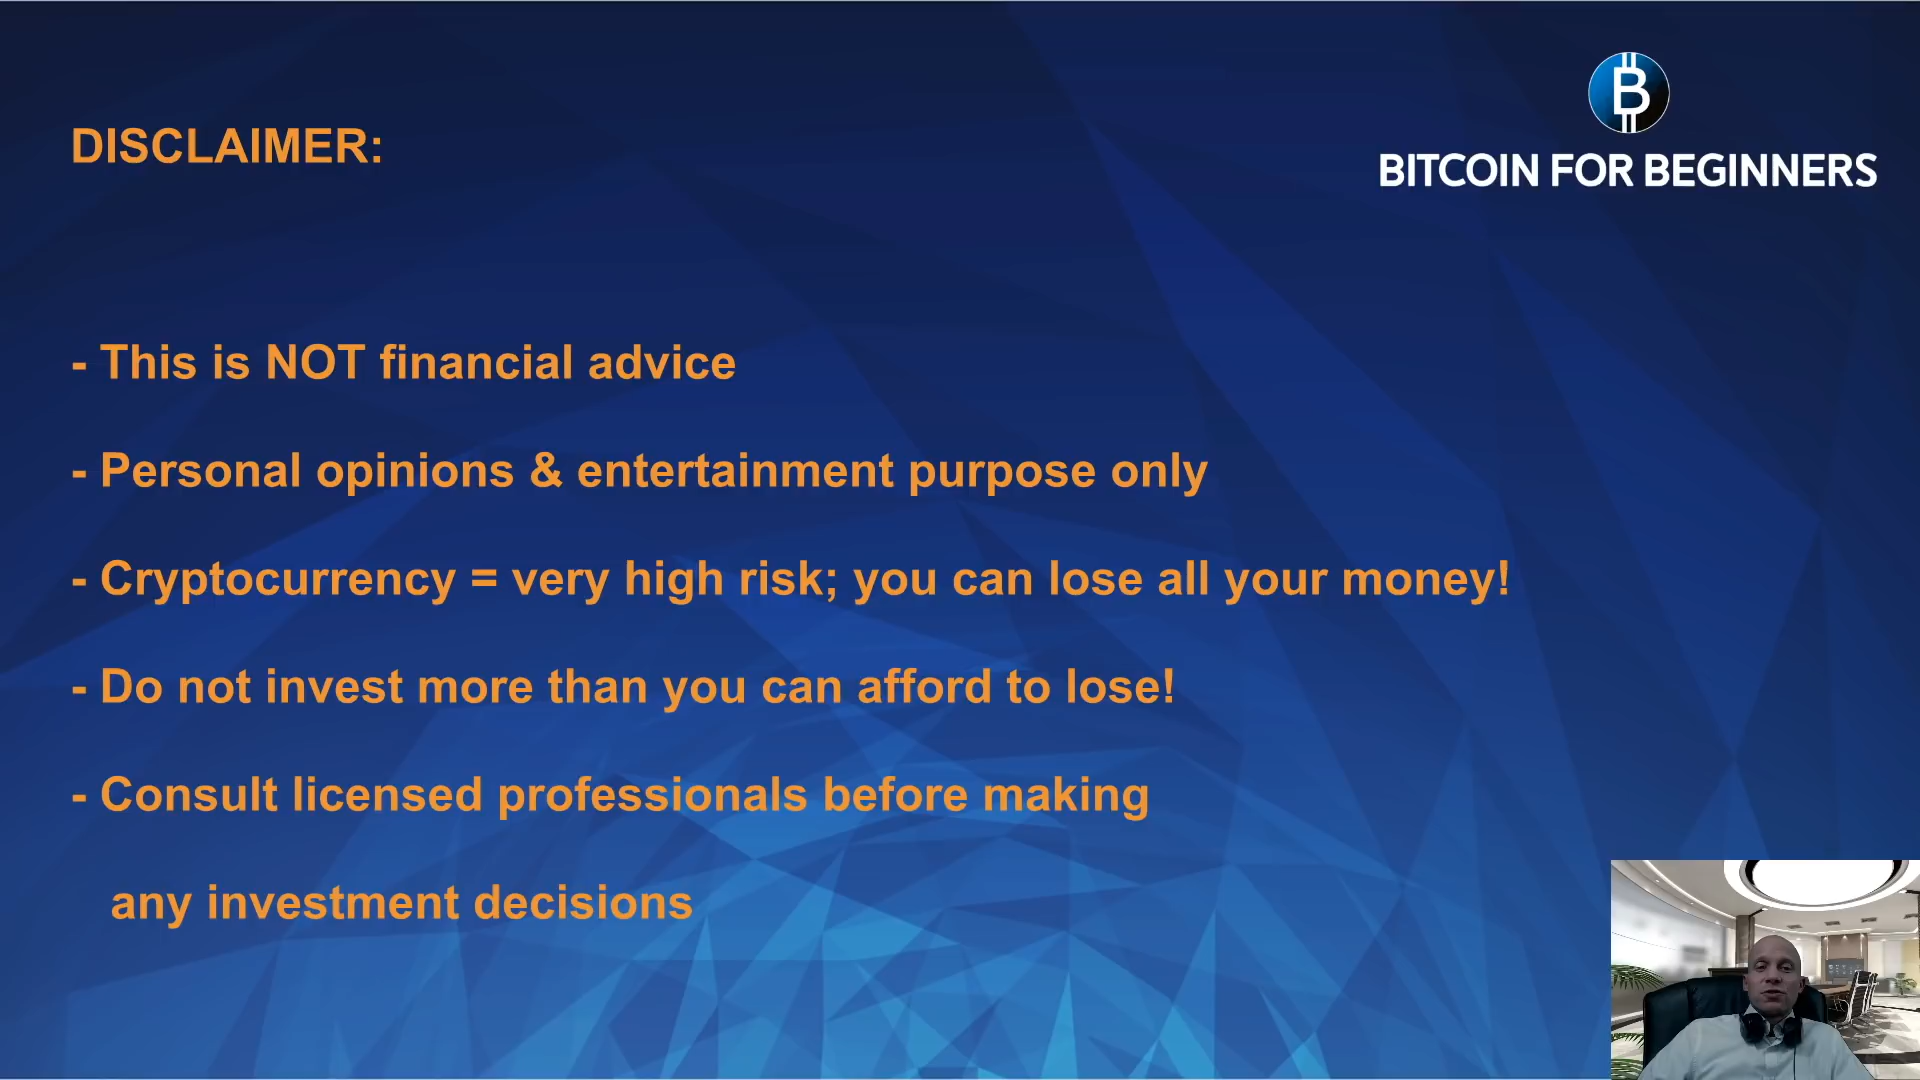 DISCLAIMER:
BITCOIN FOR BEGINNERS
- This is NOT financial advice
- Personal opinions & entertainment purpose only
- Cryptocurrency = very high risk; you can lose all your money!
- Do not invest more than you can afford to lose!
- Consult licensed professionals before making
any investment decisions